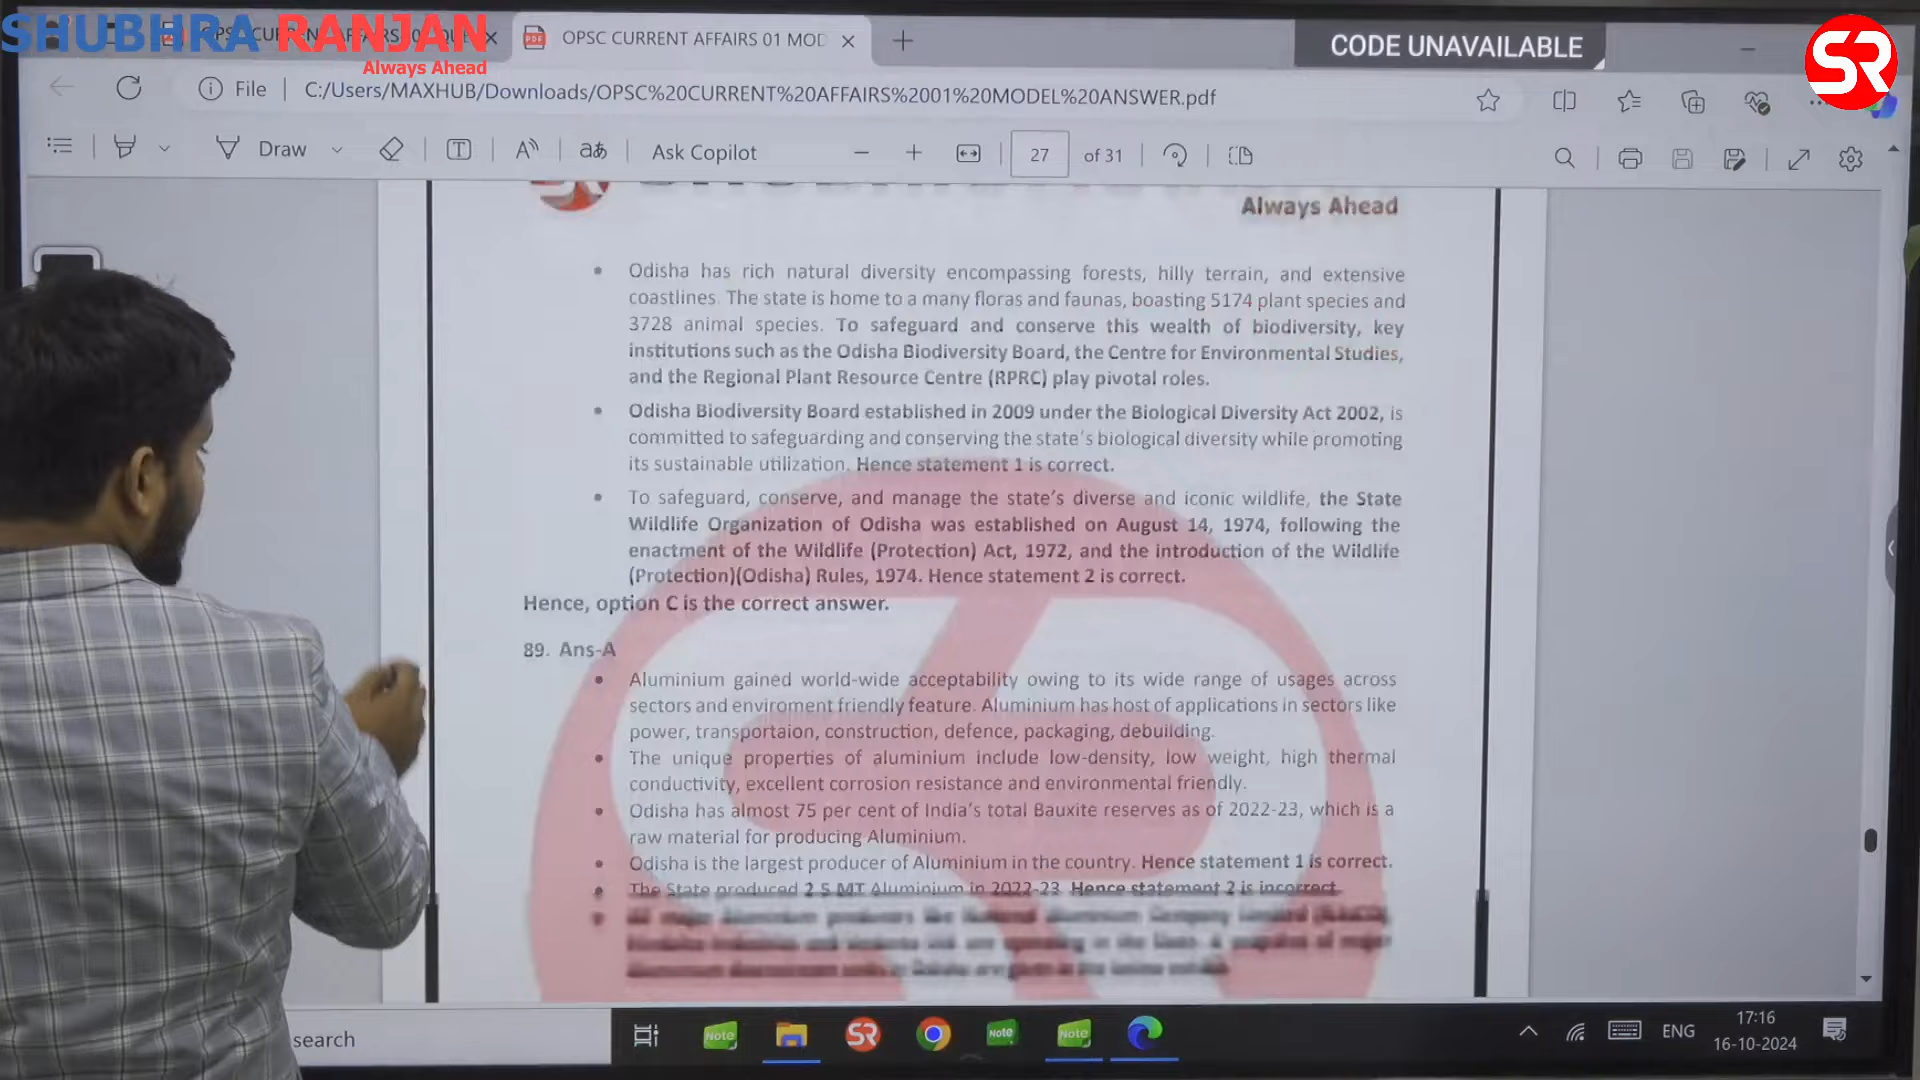 SHUBHRA RANJAN
Always Ahead
OPSC CURRENT AFFAIRS 01 MOD
CODE UNAVAILABLE
SR
File
C:/Users/MAXHUB/Downloads/OPSC%20CURRENT%20AFFAIRS%2001%20MODEL%20ANSWER.pdf
Draw
Ask Copilot
27 of 31
Always Ahead
• Odisha has rich natural diversity encompassing forests, hilly terrain, and extensive
coastlines. The state is home to a many floras and faunas, boasting 5174 plant species and
3728 animal species. To safeguard and conserve this wealth of biodiversity, key
institutions such as the Odisha Biodiversity Board, the Centre for Environmental Studies,
and the Regional Plant Resource Centre (RPRC) play pivotal roles.
• Odisha Biodiversity Board established in 2009 under the Biological Diversity Act 2002, is
committed to safeguarding and conserving the state's biological diversity while promoting
its sustainable utilization. Hence statement 1 is correct.
• To safeguard, conserve, and manage the state's diverse and iconic wildlife, the State
Wildlife Organization of Odisha was established on August 14, 1974, following the
enactment of the Wildlife (Protection) Act, 1972, and the introduction of the Wildlife
(Protection)(Odisha) Rules, 1974. Hence statement 2 is correct.
Hence, option C is the correct answer.
89. Ans-A
• Aluminium gained world-wide acceptability owing to its wide range of usages across
sectors and enviroment friendly feature. Aluminium has host of applications in sectors like
power, transportaion, construction, defence, packaging, debuilding.
• The unique properties of aluminium include low-density, low weight, high thermal
conductivity, excellent corrosion resistance and environmental friendly.
• Odisha has almost 75 per cent of India's total Bauxite reserves as of 2022-23, which is a
raw material for producing Aluminium.
• Odisha is the largest producer of Aluminium in the country. Hence statement 1 is correct.
• The State produced 2.5 MT Aluminium in 2022-23. Hence statement 2 is incorrect.
search
Note
SR
Note
Note
ENG
17:16
16-10-2024